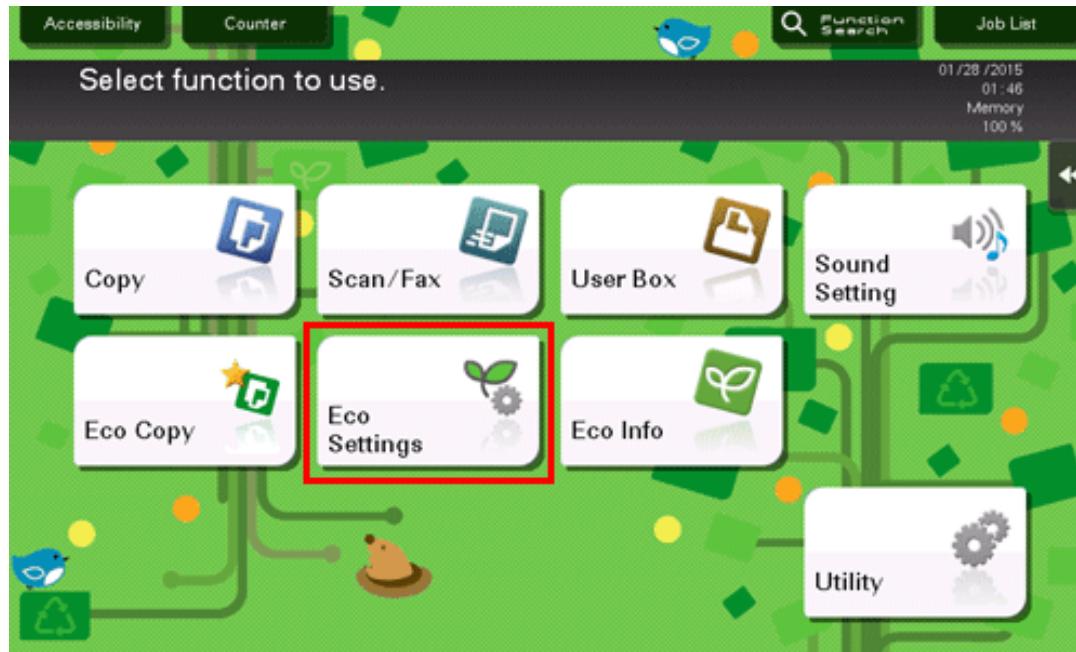 Accessibility
Counter
Function
Search
Job List
Select function to use.
01/28/2015
01:46
Memory
100 %
Copy
Scan/Fax
User Box
Sound
Setting
Eco Copy
Eco
Settings
Eco Info
Utility